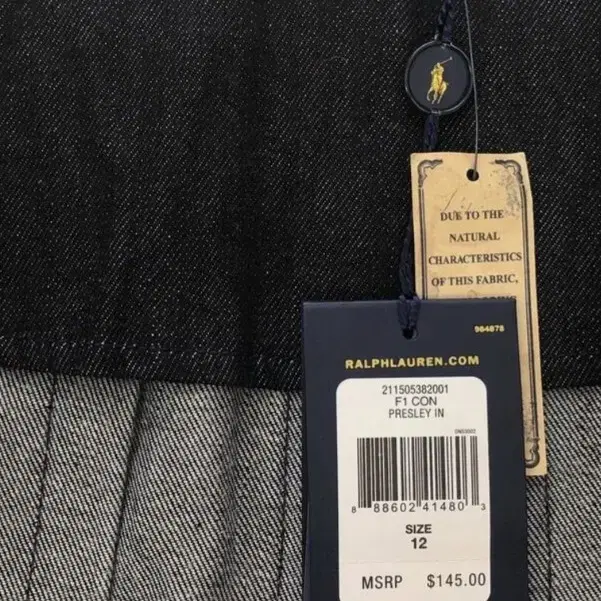 DUE TO THE
NATURAL
CHARACTERISTICS
OF THIS FABRIC,
984878
RALPHLAUREN.COM
211505382001
F1 CON
PRESLEY IN
8 88602 41480 3
SIZE
12
MSRP $145.00